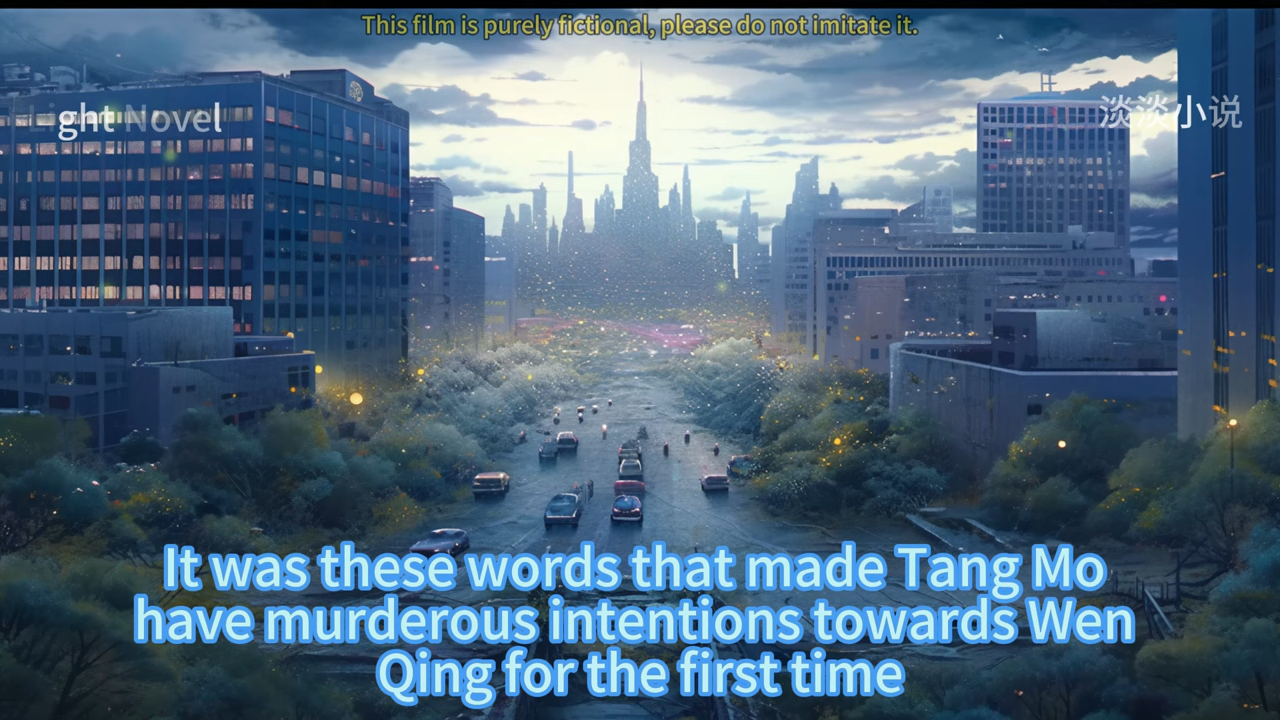 This film is purely fictional, please do not imitate it.
Light Novel
淡淡小说
It was these words that made Tang Mo
have murderous intentions towards Wen
Qing for the first time